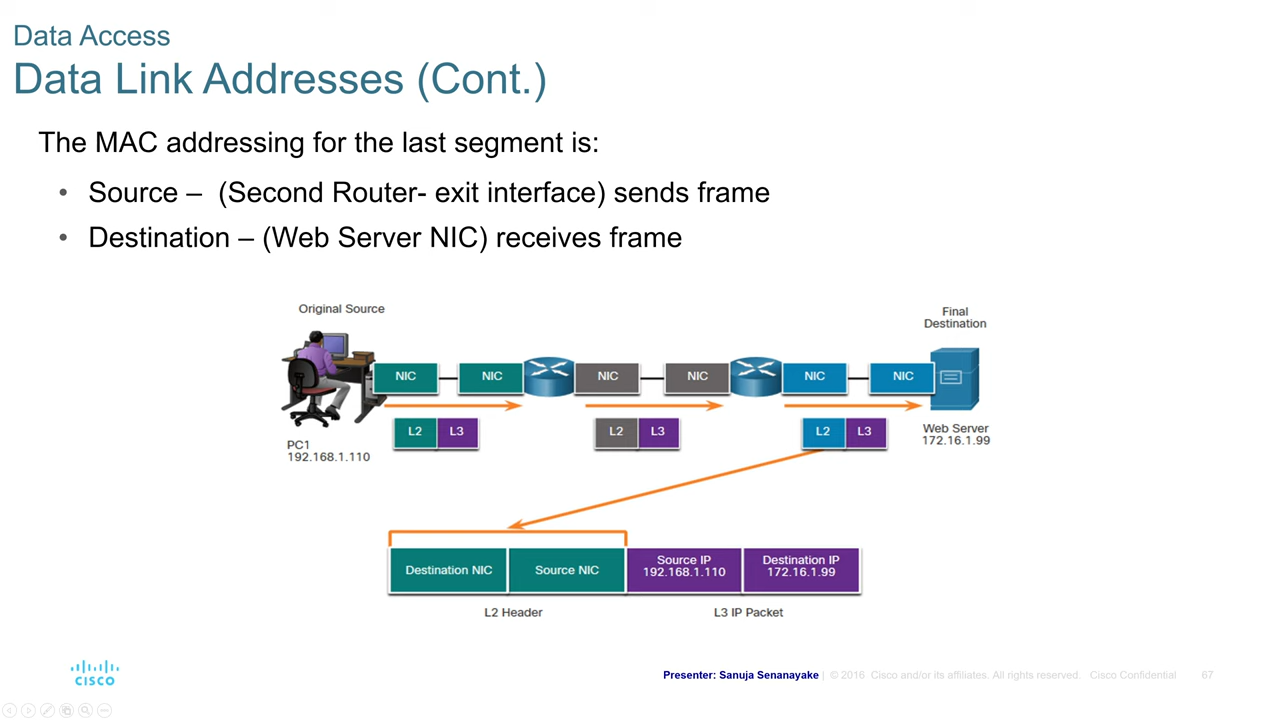 Data Access
Data Link Addresses (Cont.)
The MAC addressing for the last segment is:
• Source –  (Second Router- exit interface) sends frame
• Destination – (Web Server NIC) receives frame
Original Source
Final
Destination
NIC NIC NIC NIC NIC NIC
L2 L3 L2 L3 L2 L3
PC1
192.168.1.110
Web Server
172.16.1.99
Destination NIC
Source NIC
Source IP
192.168.1.110
Destination IP
172.16.1.99
L2 Header
L3 IP Packet
CISCO
Presenter: Sanuja Senanayake | © 2016 Cisco and/or its affiliates. All rights reserved. Cisco Confidential 67